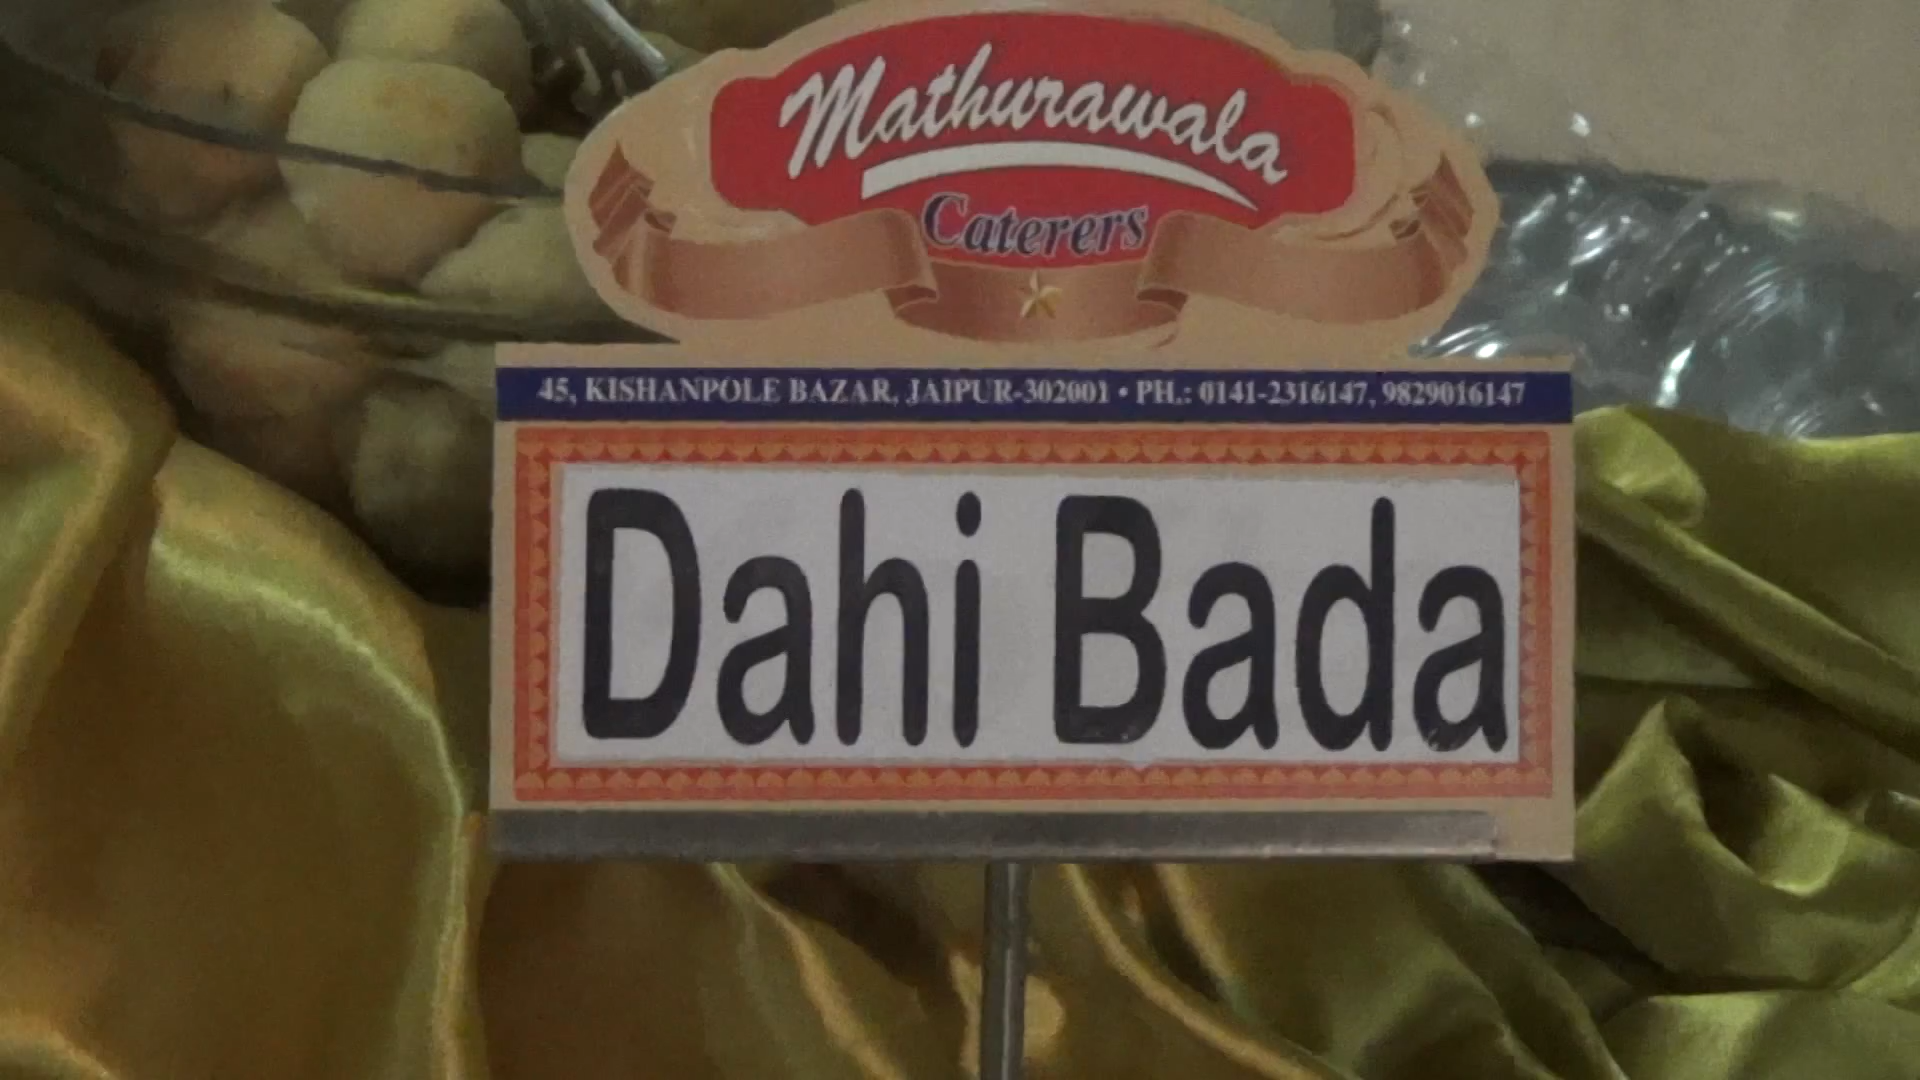 Mathurawala
Caterers
45, KISHANPOLE BAZAR, JAIPUR-302001 • PH.: 0141-2316147, 9829016147
Dahi Bada